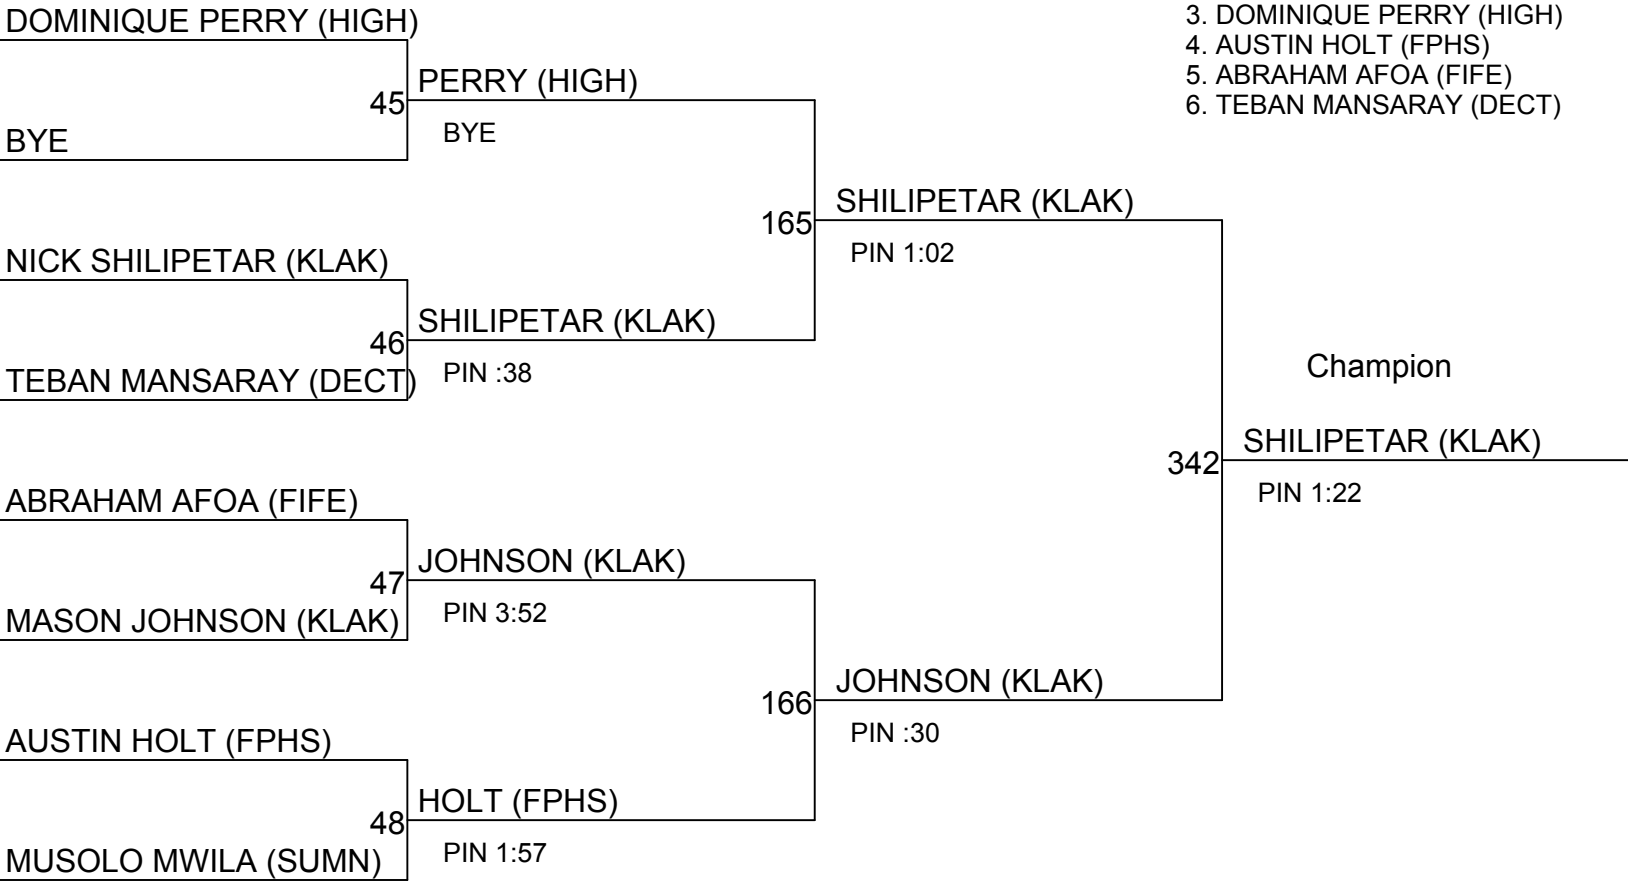 DOMINIQUE PERRY (HIGH)
3. DOMINIQUE PERRY (HIGH)
4. AUSTIN HOLT (FPHS)
5. ABRAHAM AFOA (FIFE)
6. TEBAN MANSARAY (DECT)
45
PERRY (HIGH)
BYE
BYE
165
SHILIPETAR (KLAK)
PIN 1:02
NICK SHILIPETAR (KLAK)
46
SHILIPETAR (KLAK)
PIN :38
TEBAN MANSARAY (DECT)
Champion
342
SHILIPETAR (KLAK)
PIN 1:22
ABRAHAM AFOA (FIFE)
47
JOHNSON (KLAK)
PIN 3:52
MASON JOHNSON (KLAK)
166
JOHNSON (KLAK)
PIN :30
AUSTIN HOLT (FPHS)
48
HOLT (FPHS)
PIN 1:57
MUSOLO MWILA (SUMN)